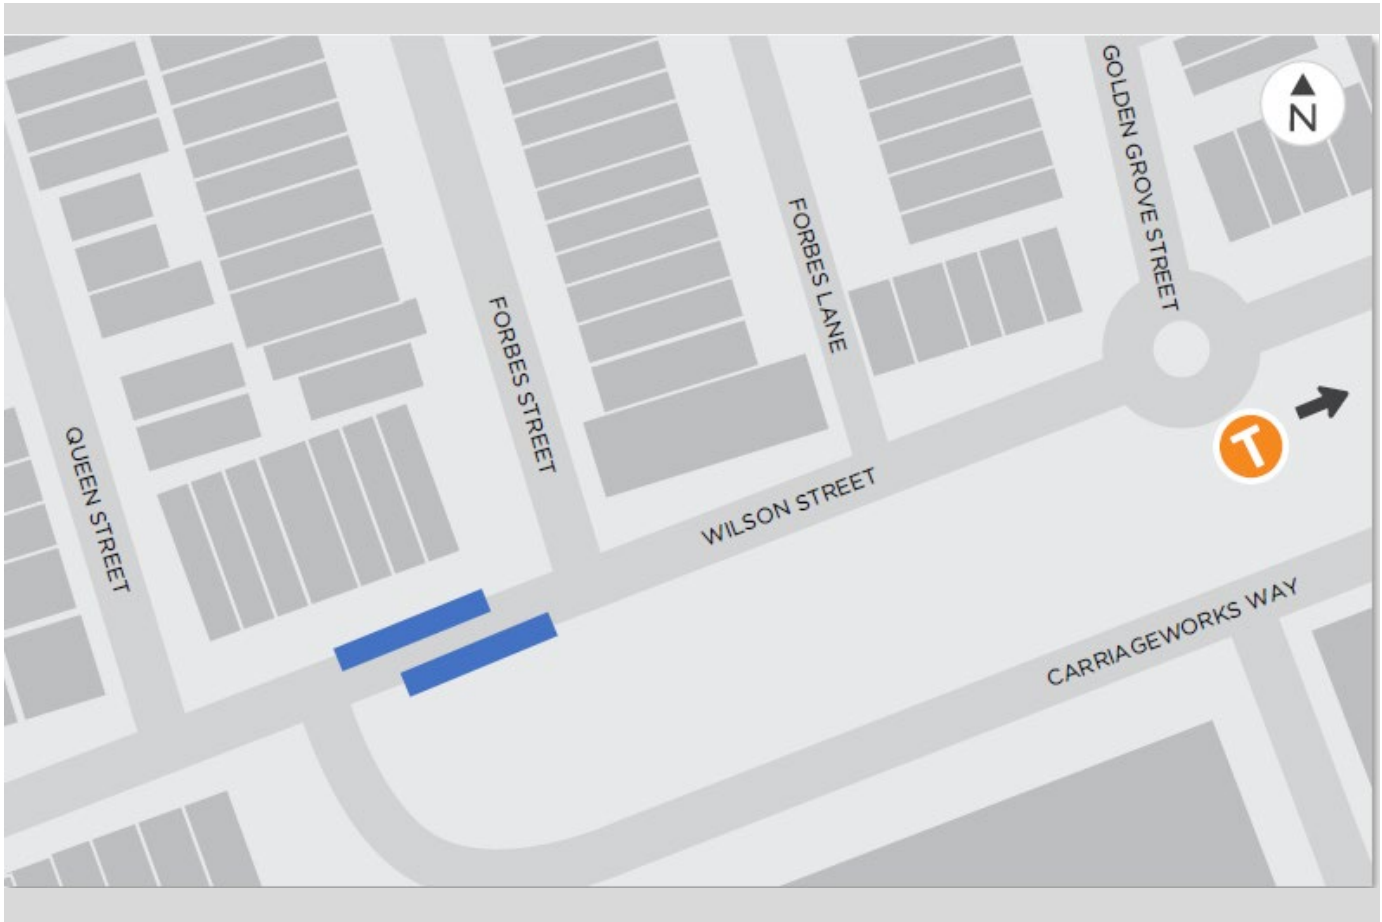 GOLDEN GROVE STREET
N
FORBES LANE
FORBES STREET
QUEEN STREET
WILSON STREET
T
CARRIAGEWORKS WAY